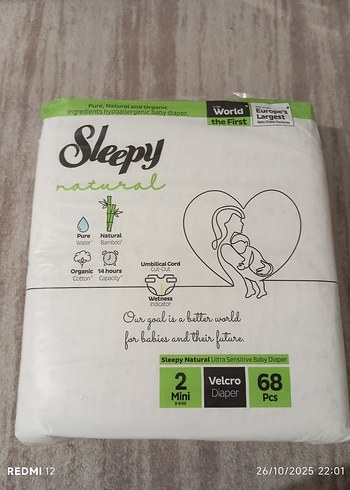 Pure, Natural and Organic
ingredients hypoallergenic baby diaper
World
the First
Europe's
Largest
Sleepy
natural
Pure
Water
Natural
Bamboo
Organic
Cotton
14 hours
Capacity
Umbilical Cord
Cut-Out
Wetness
Indicator
Our goal is a better world
for babies and their future.
Sleepy Natural Ultra Sensitive Baby Diaper
2
Mini
Velcro
Diaper
68
Pcs
REDMI 12
26/10/2025 22:01